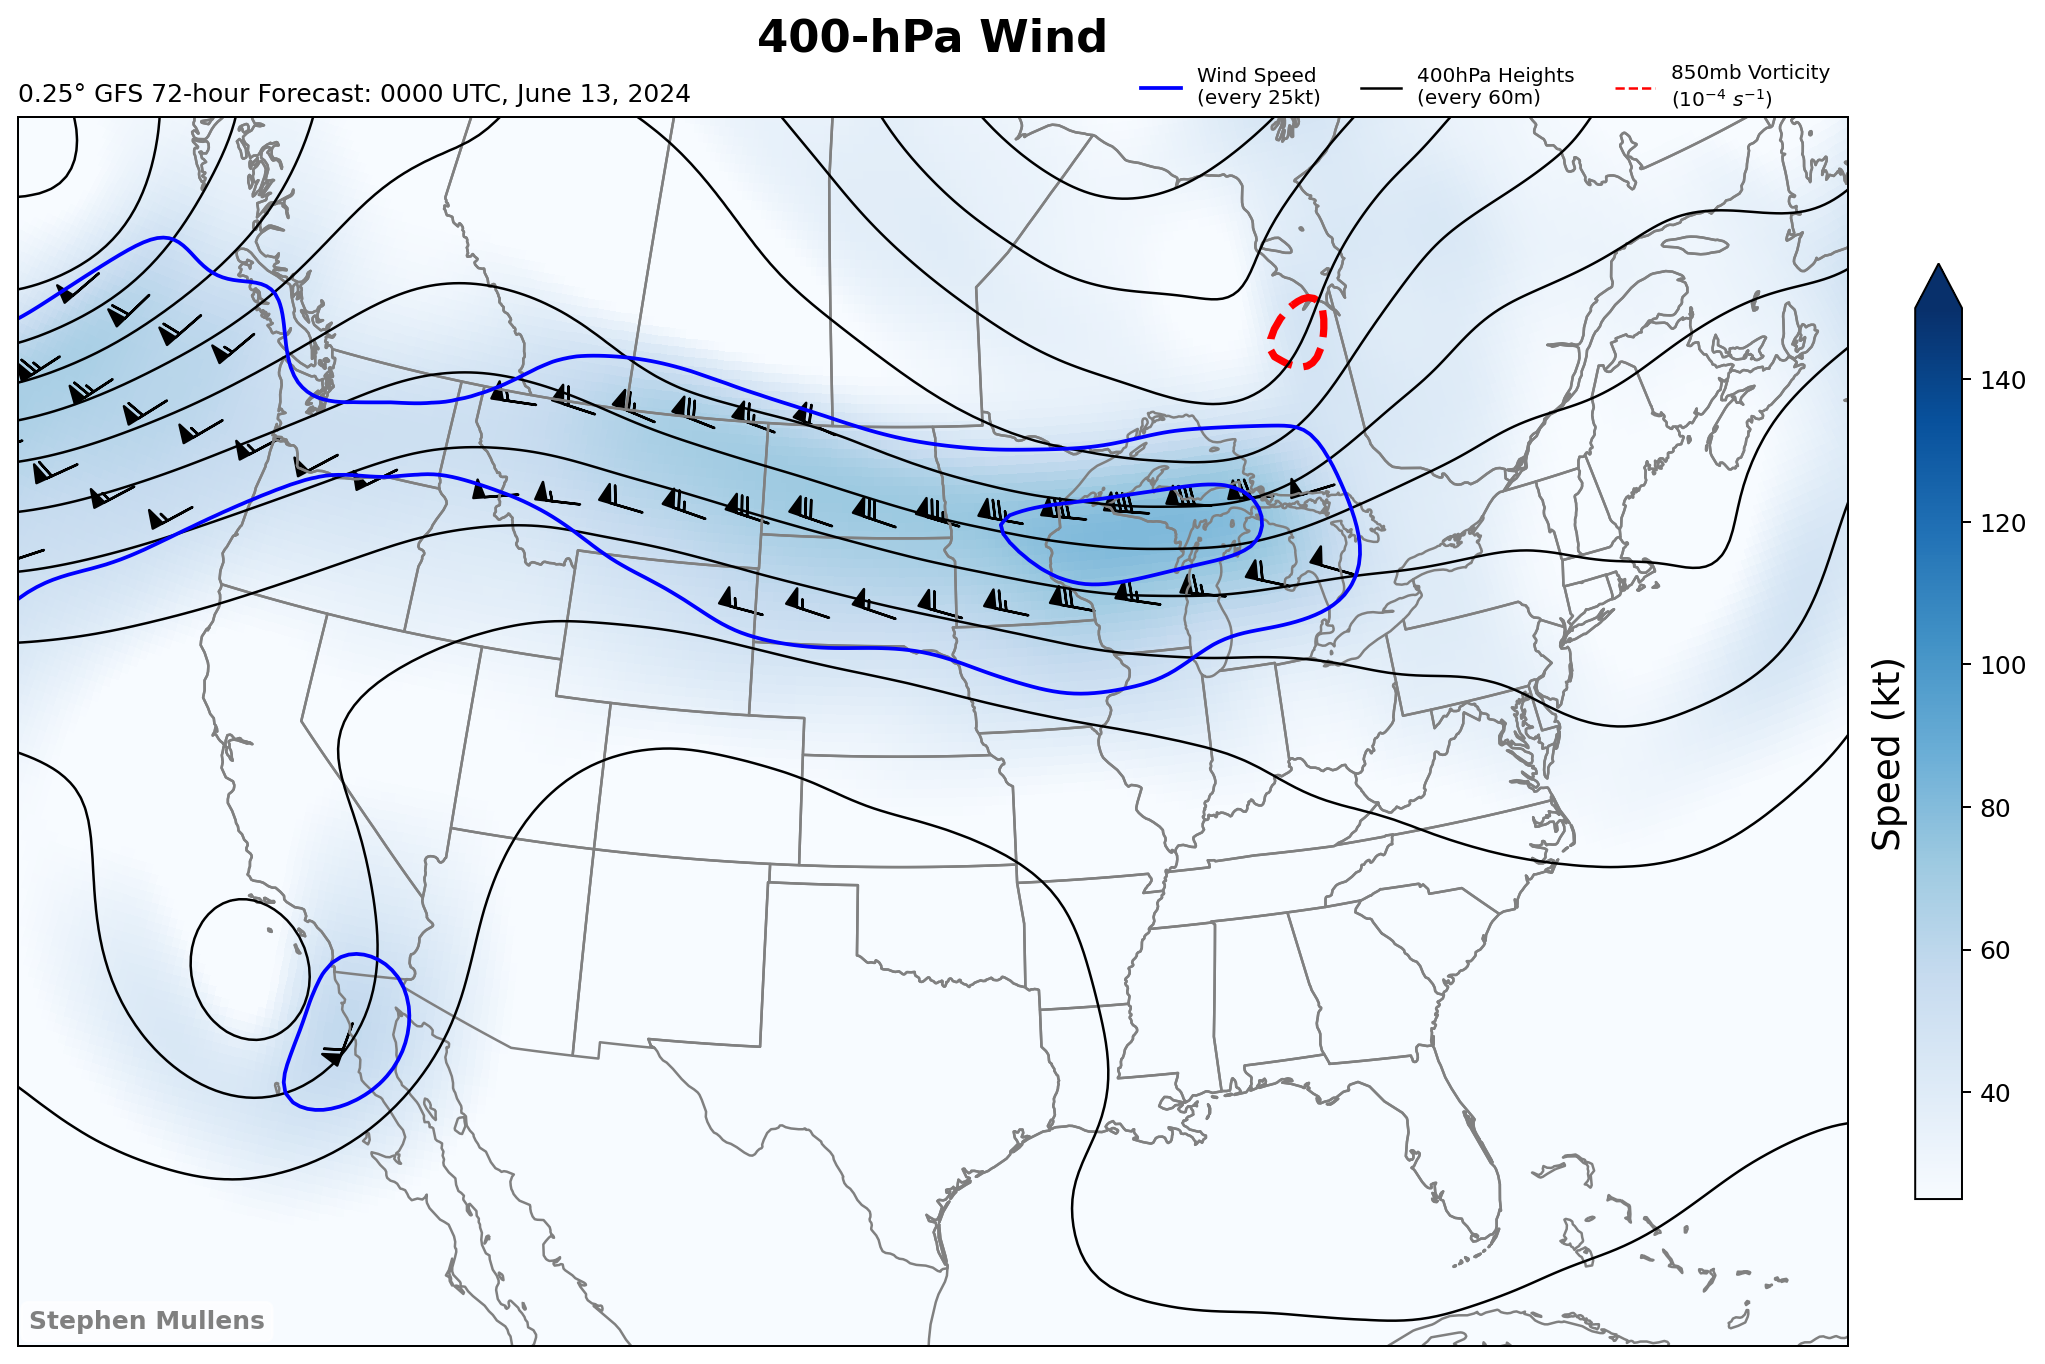 400-hPa Wind
0.25° GFS 72-hour Forecast: 0000 UTC, June 13, 2024
Wind Speed
(every 25kt)
400hPa Heights
(every 60m)
850mb Vorticity
(10⁻⁴ s⁻¹)
140
120
100
80
60
40
Speed (kt)
Stephen Mullens